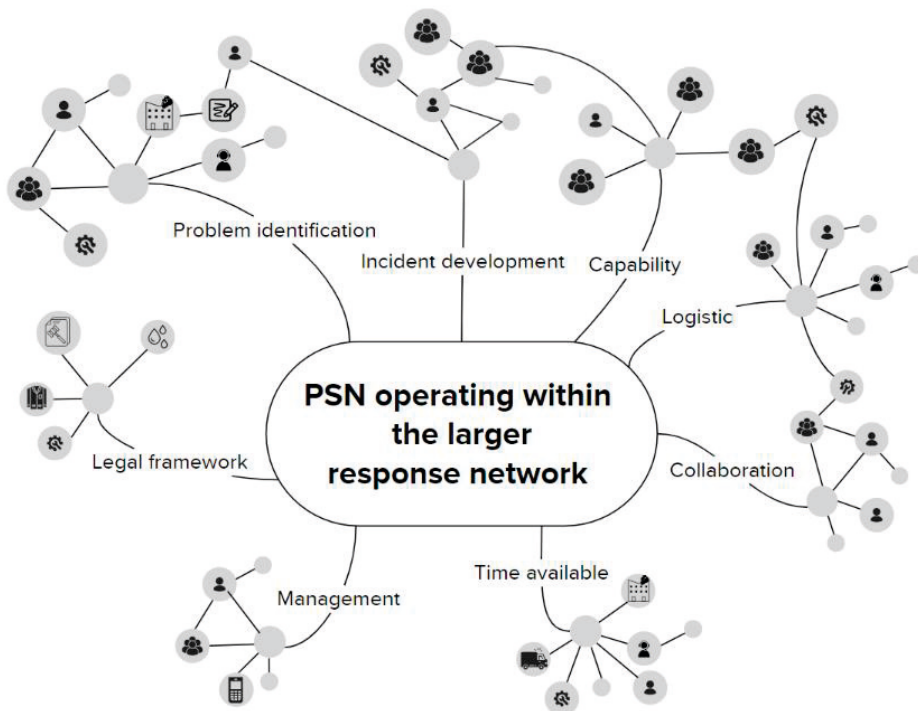 Problem identification
Incident development
Capability
Logistic
PSN operating within
the larger
response network
Legal framework
Collaboration
Management
Time available